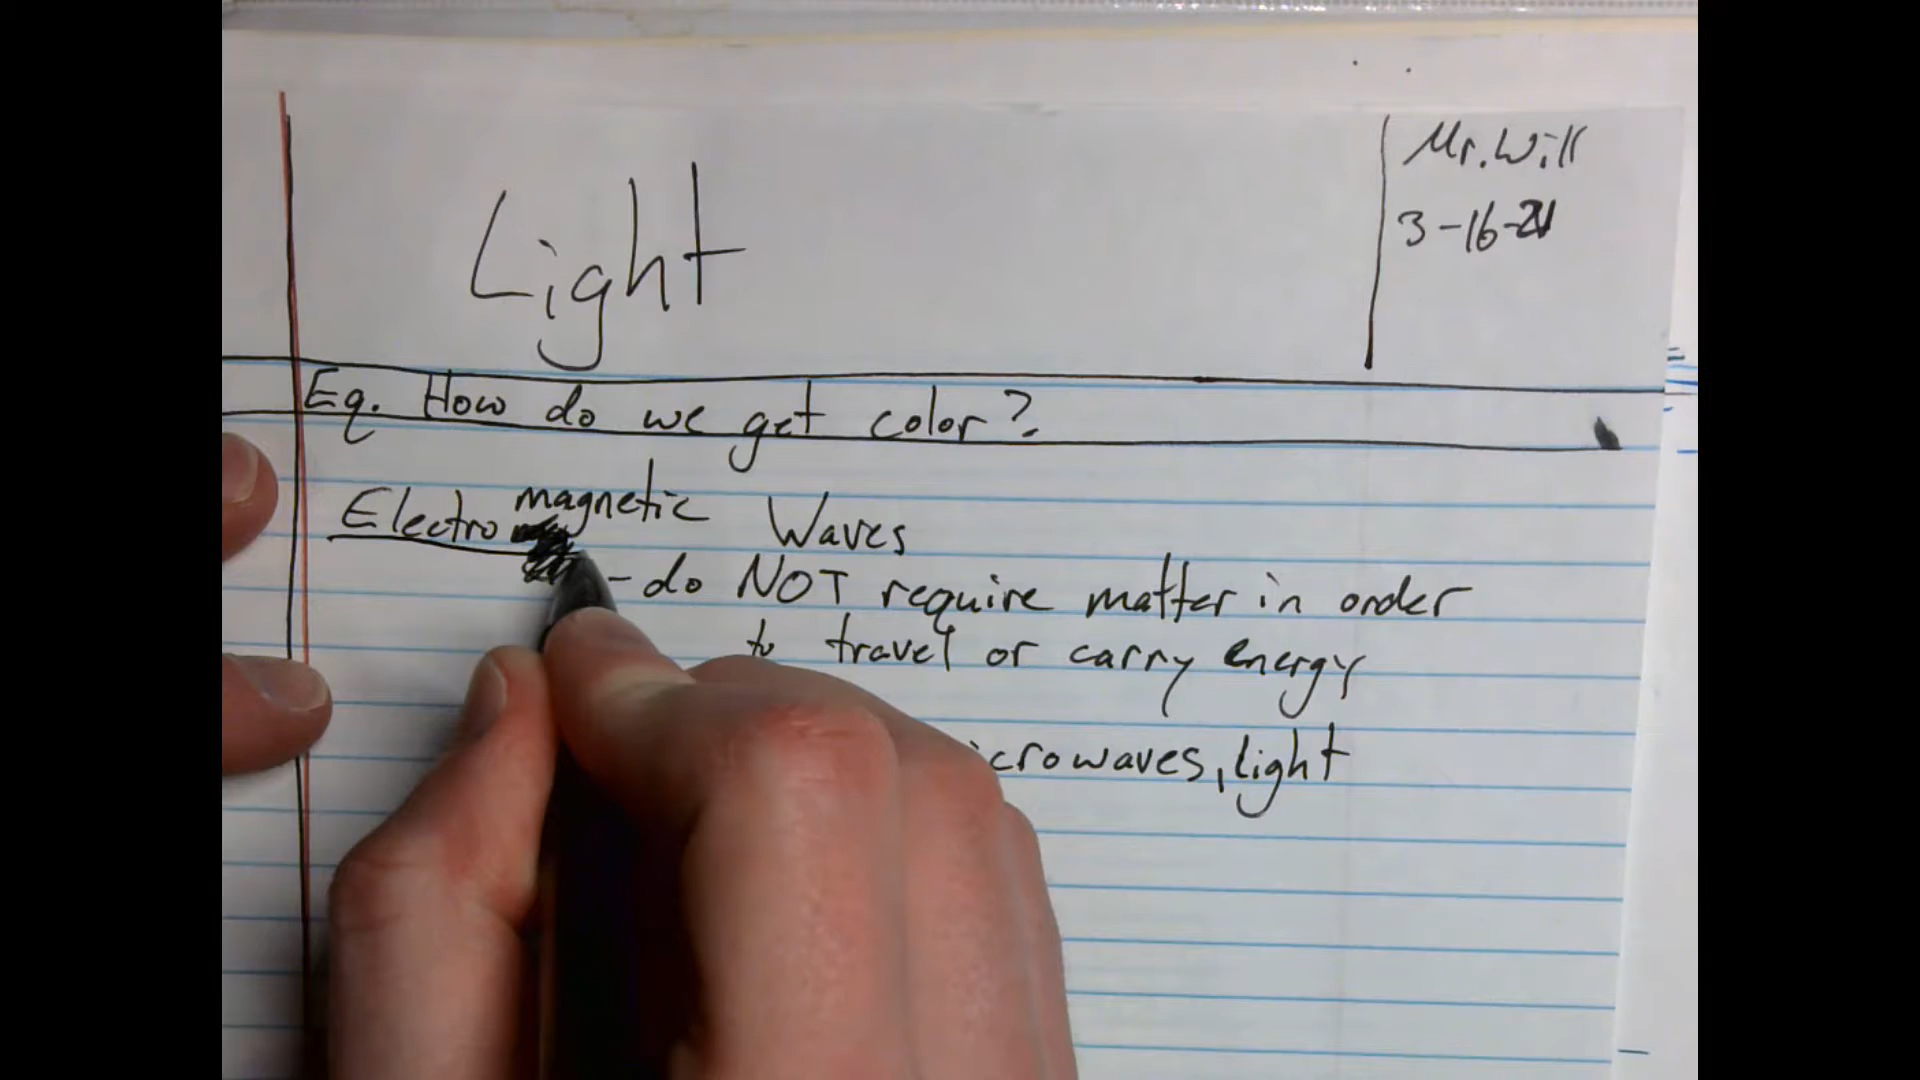 Mr. Will
3-16-21
Light
Eq. How do we get color?
Electromagnetic Waves
- do NOT require matter in order
to travel or carry energy
crowaves, light